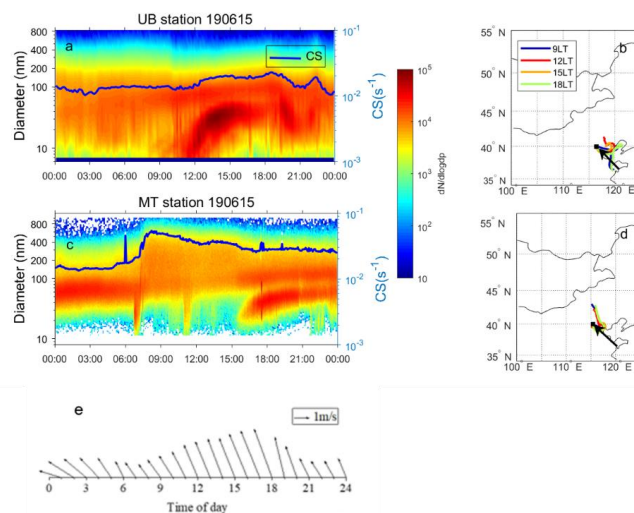 UB station 190615
a
CS
Diameter (nm)
800
400
200
100
10
10⁻¹
10⁻²
10⁻³
CS(s⁻¹)
00:00 03:00 06:00 09:00 12:00 15:00 18:00 21:00 00:00
10⁵
10⁴
10³
10²
10
dN/dlogdp
b
9LT
12LT
15LT
18LT
55° N
50° N
45° N
40° N
35° N
100 E 110 E 120 E
MT station 190615
c
Diameter (nm)
800
400
200
100
10
10⁻¹
10⁻²
10⁻³
CS(s⁻¹)
00:00 03:00 06:00 09:00 12:00 15:00 18:00 21:00 00:00
d
55° N
50° N
45° N
40° N
35° N
100 E 110 E 120 E
e
1m/s
0 3 6 9 12 15 18 21 24
Time of day